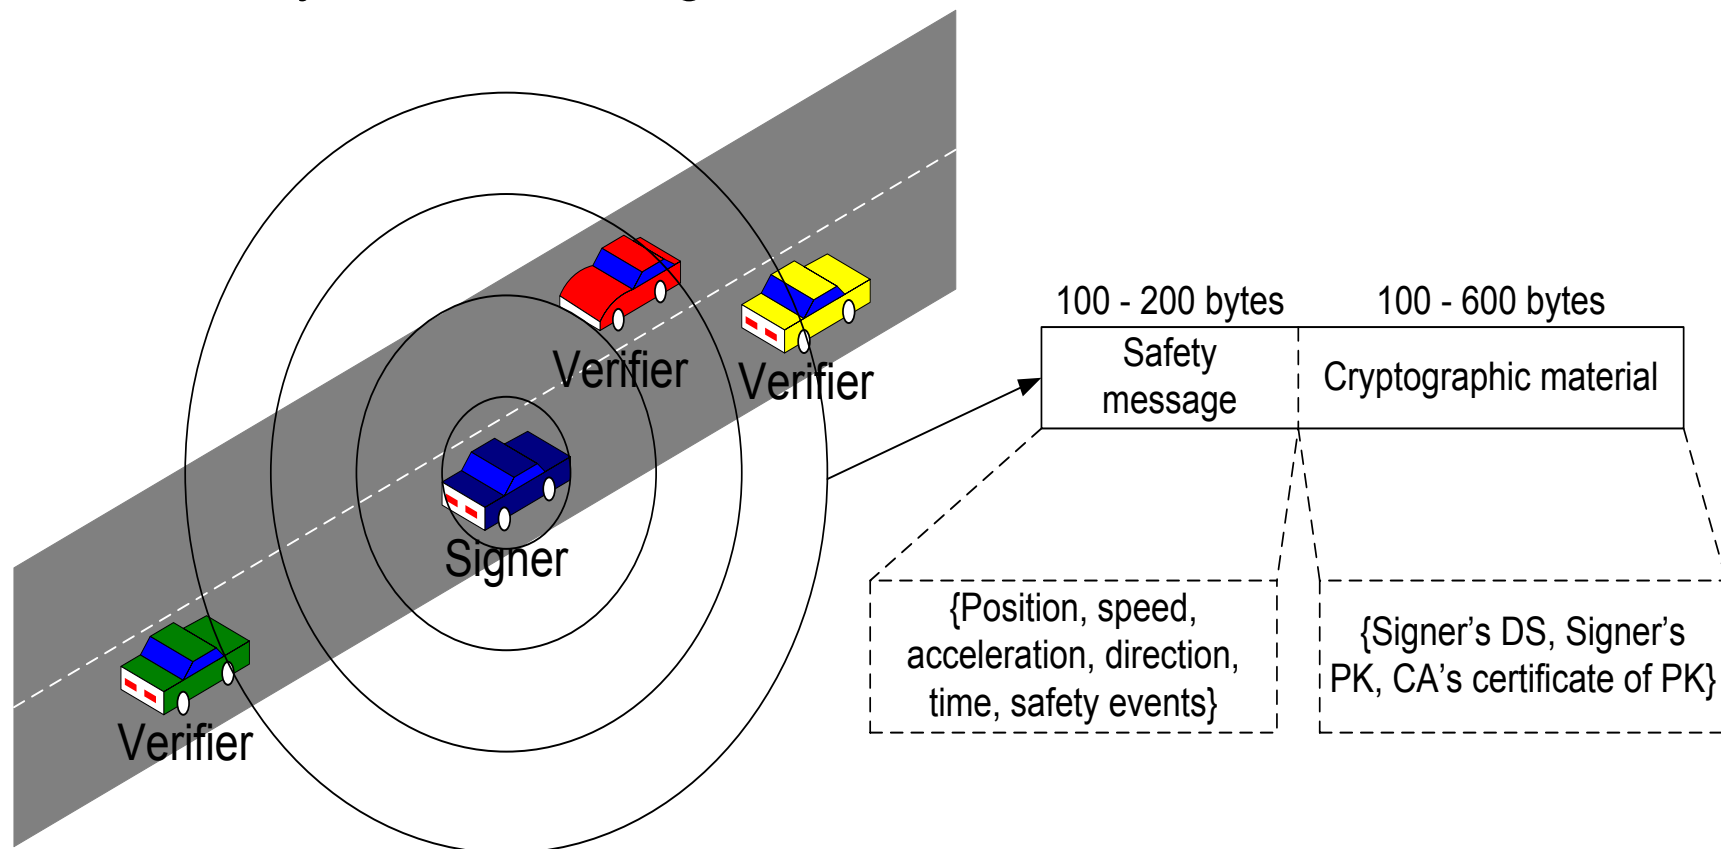 100 - 200 bytes
100 - 600 bytes
Safety
message
Cryptographic material
Verifier
Verifier
Signer
Verifier
{Position, speed,
acceleration, direction,
time, safety events}
{Signer’s DS, Signer’s
PK, CA’s certificate of PK}